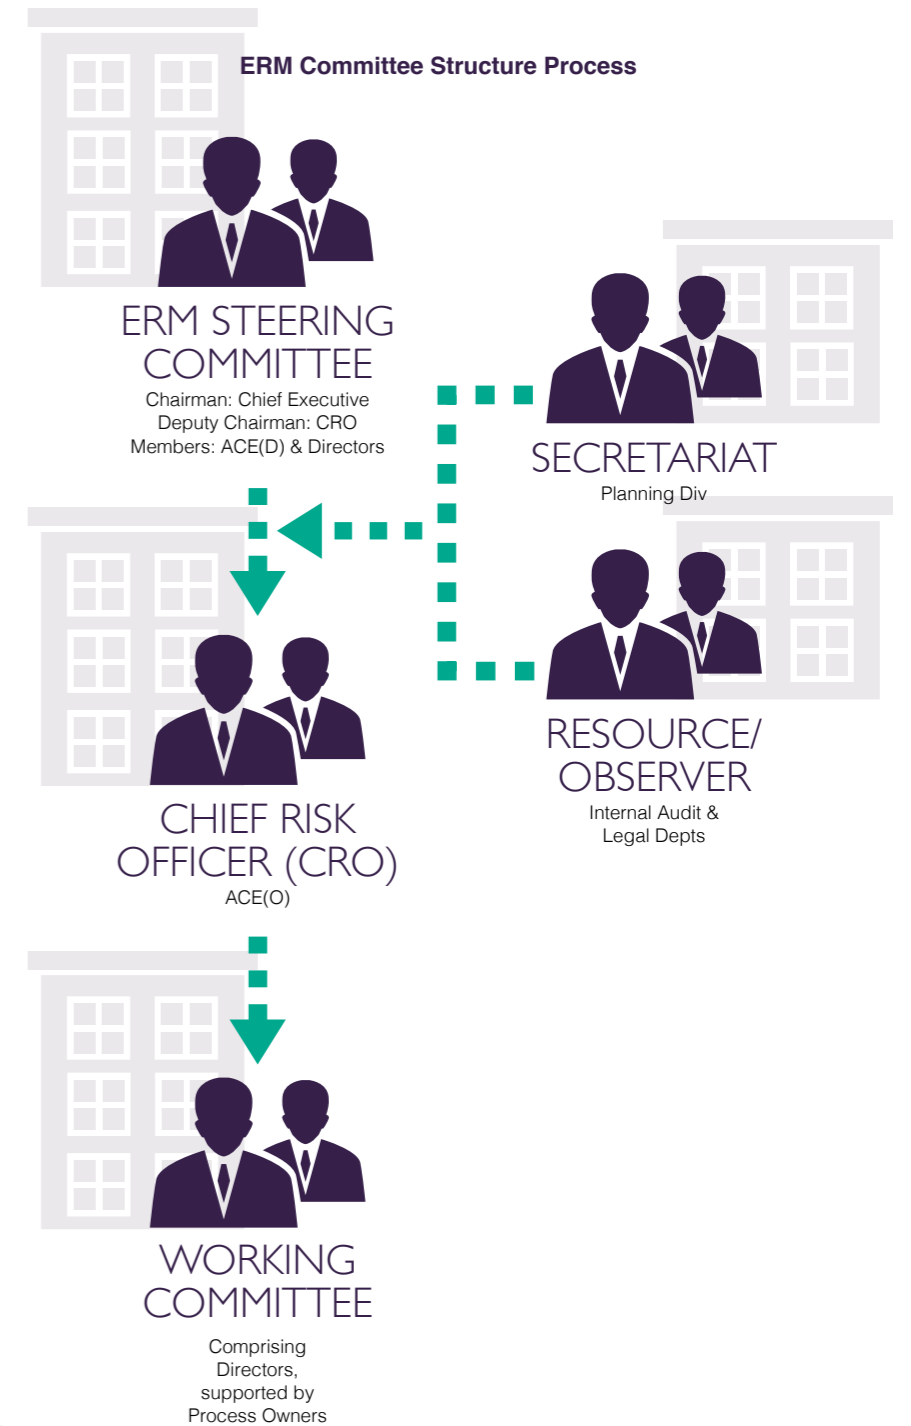 ERM Committee Structure Process
ERM STEERING
COMMITTEE
Chairman: Chief Executive
Deputy Chairman: CRO
Members: ACE(D) & Directors
SECRETARIAT
Planning Div
RESOURCE/
OBSERVER
Internal Audit &
Legal Depts
CHIEF RISK
OFFICER (CRO)
ACE(O)
WORKING
COMMITTEE
Comprising
Directors,
supported by
Process Owners